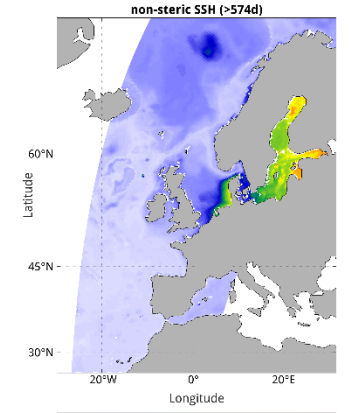 non-steric SSH (>574d)
60°N
45°N
30°N
Latitude
20°W 0° 20°E
Longitude